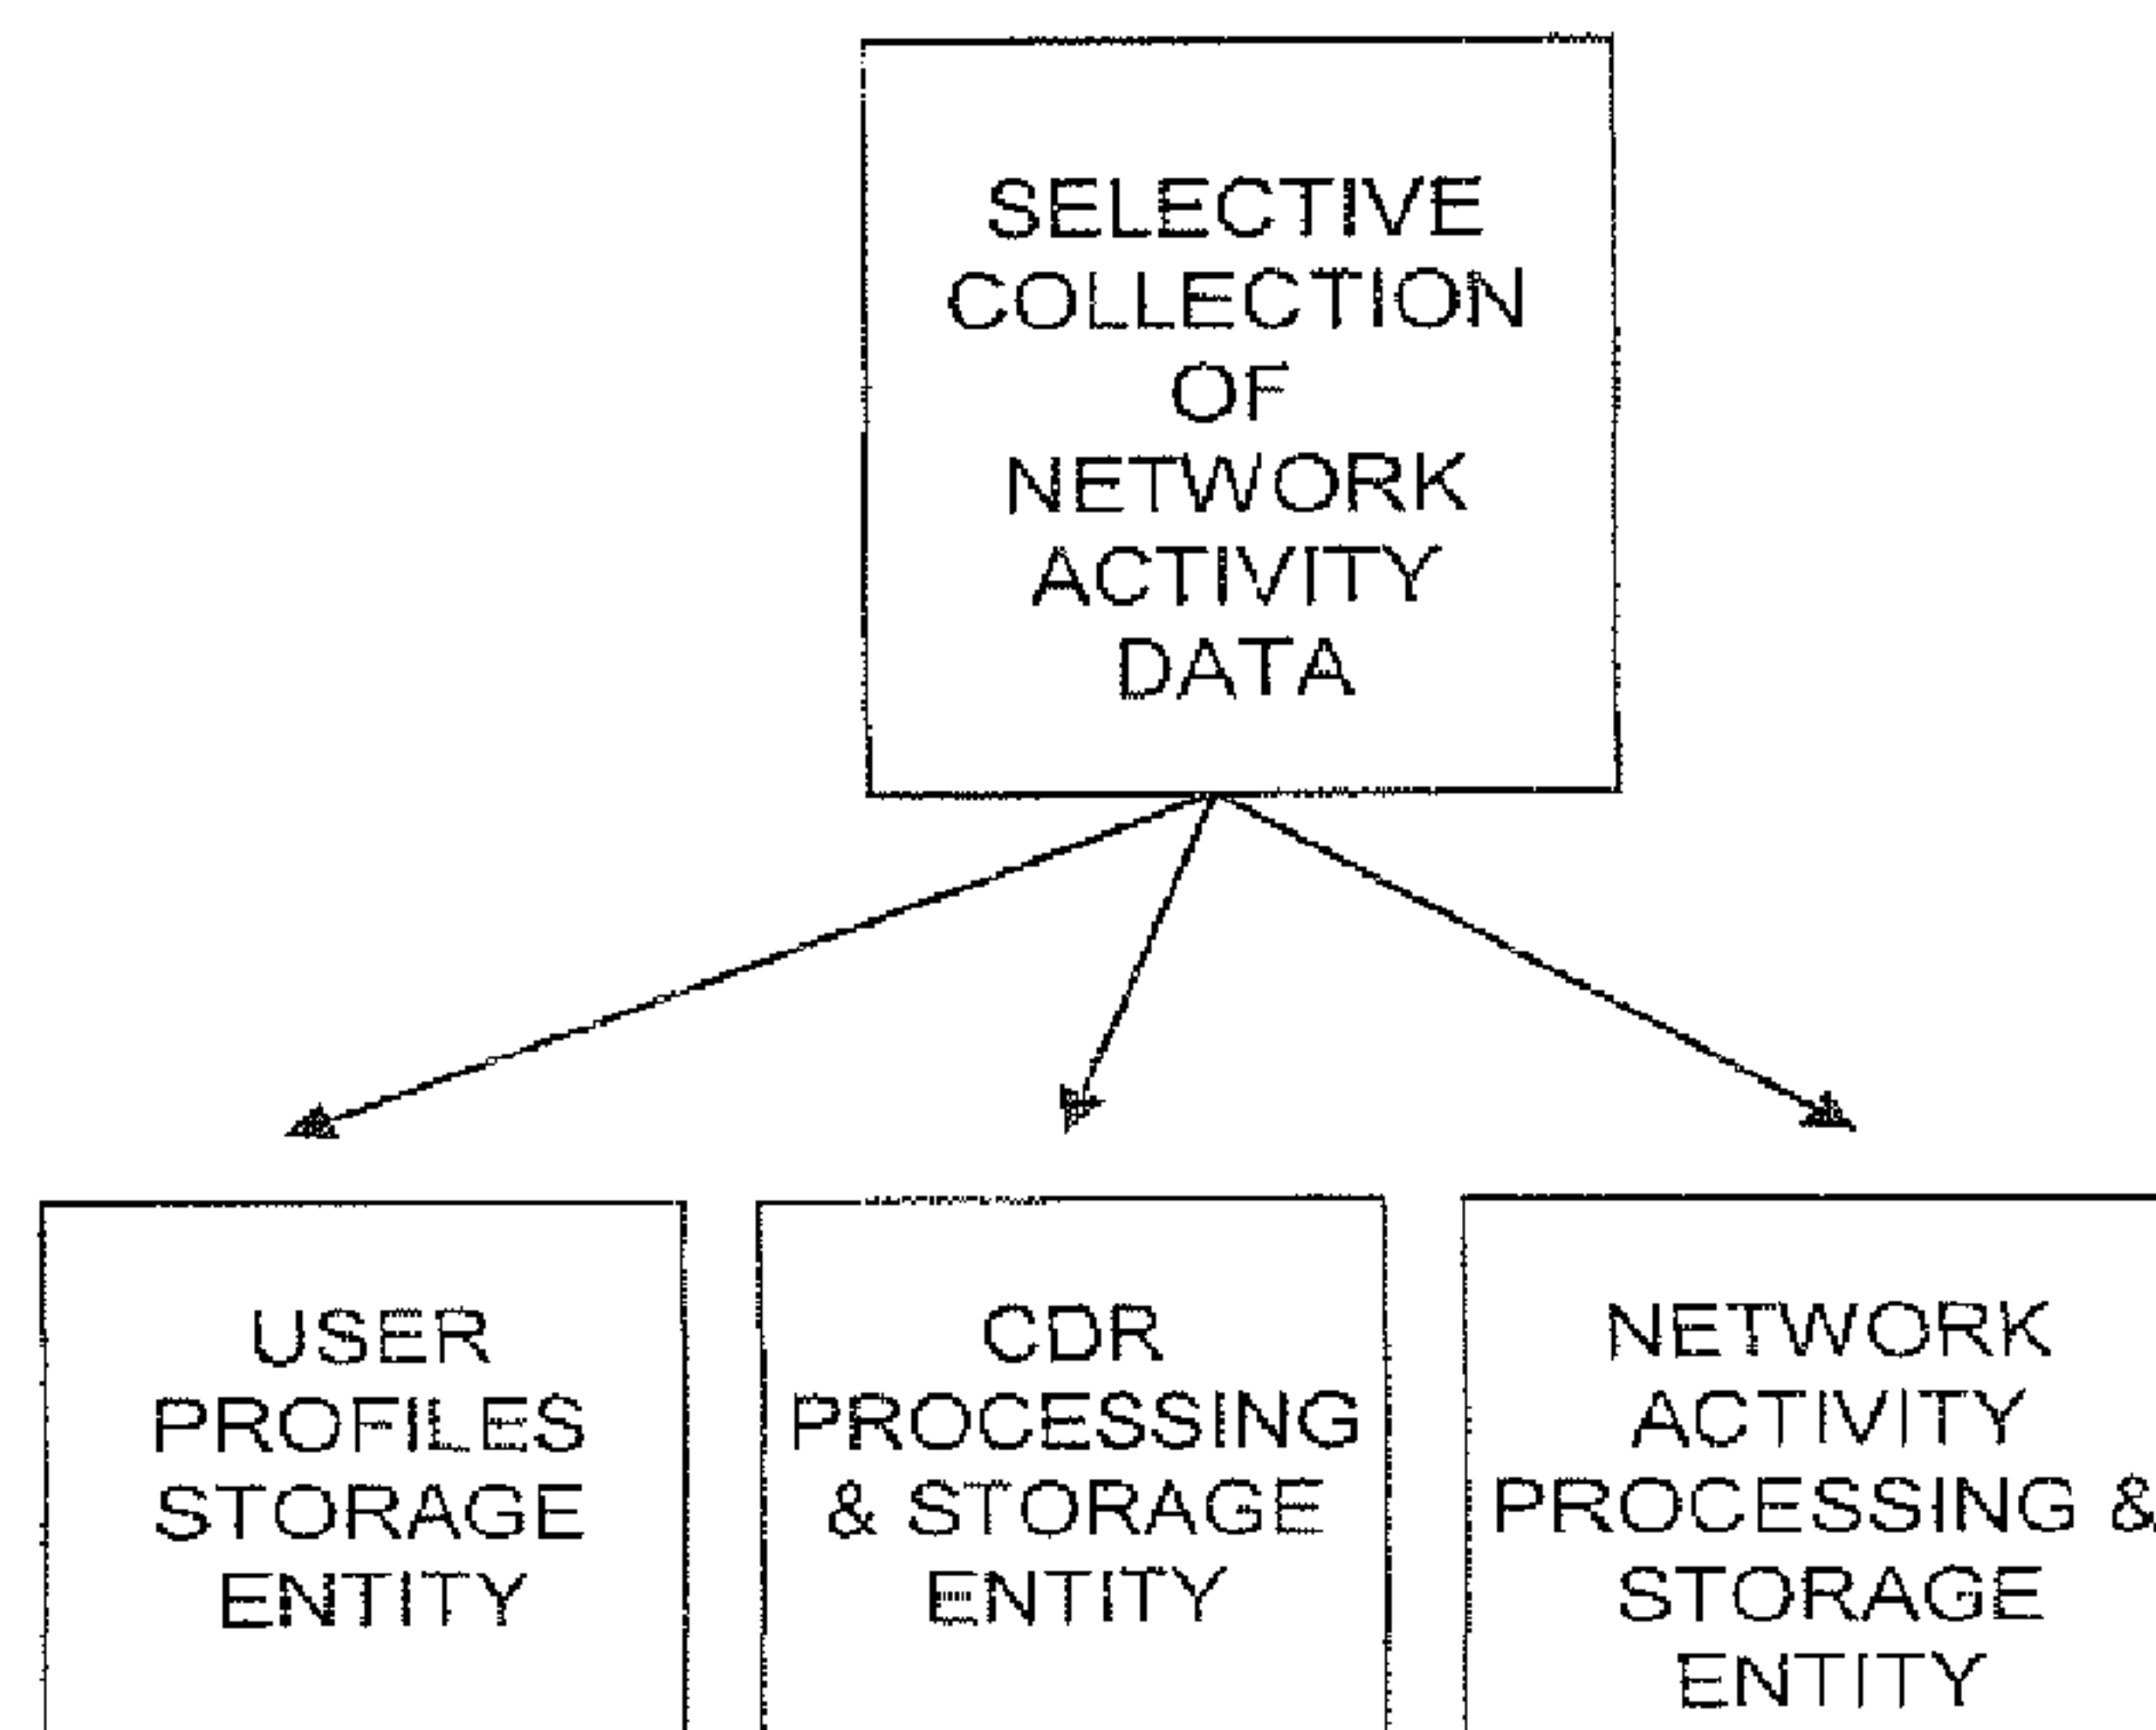 SELECTIVE
COLLECTION
OF
NETWORK
ACTIVITY
DATA
USER
PROFILES
STORAGE
ENTITY
CDR
PROCESSING
& STORAGE
ENTITY
NETWORK
ACTIVITY
PROCESSING &
STORAGE
ENTITY